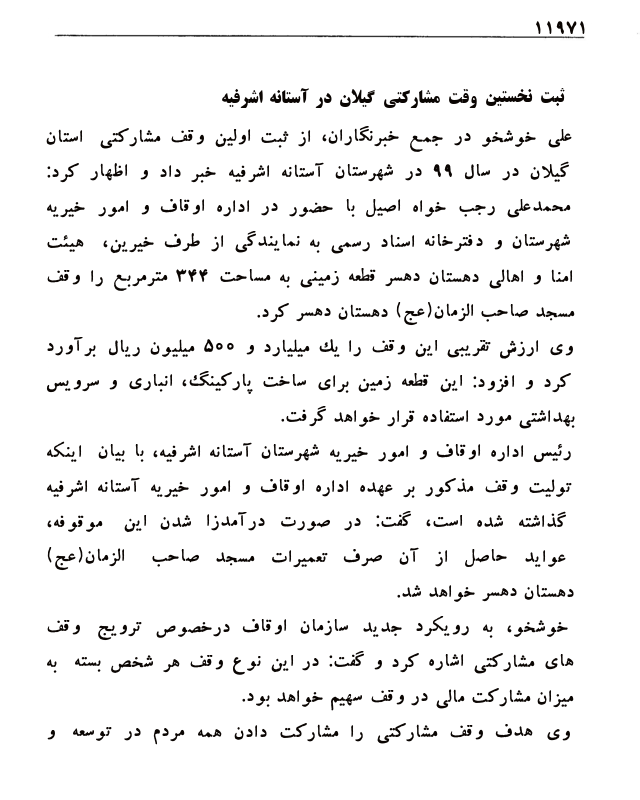 ۱۱۹۷۱
ثبت نخستین وقت مشارکتی گیلان در آستانه اشرفیه
علی خوشخو در جمع خبرنگاران، از ثبت اولین وقف مشارکتی استان
گیلان در سال ۹۹ در شهرستان آستانه اشرفیه خبر داد و اظهار کرد:
محمدعلی رجب خواه اصیل با حضور در اداره اوقاف و امور خیریه
شهرستان و دفترخانه اسناد رسمی به نمایندگی از طرف خیرین، هیئت
امنا و اهالی دهستان دهسر قطعه زمینی به مساحت ۳۴۴ مترمربع را وقف
مسجد صاحب الزمان(عج) دهستان دهسر کرد.
وی ارزش تقریبی این وقف را یك میلیارد و ۵۰۰ میلیون ریال برآورد
کرد و افزود: این قطعه زمین برای ساخت پارکینگ، انباری و سرویس
بهداشتی مورد استفاده قرار خواهد گرفت.
رئیس اداره اوقاف و امور خیریه شهرستان آستانه اشرفیه، با بیان اینکه
تولیت وقف مذکور بر عهده اداره اوقاف و امور خیریه آستانه اشرفیه
گذاشته شده است، گفت: در صورت درآمدزا شدن این موقوفه،
عواید حاصل از آن صرف تعمیرات مسجد صاحب الزمان(عج)
دهستان دهسر خواهد شد.
خوشخو، به رویکرد جدید سازمان اوقاف درخصوص ترویج وقف
های مشارکتی اشاره کرد و گفت: در این نوع وقف هر شخص بسته به
میزان مشارکت مالی در وقف سهیم خواهد بود.
وی هدف وقف مشارکتی را مشارکت دادن همه مردم در توسعه و